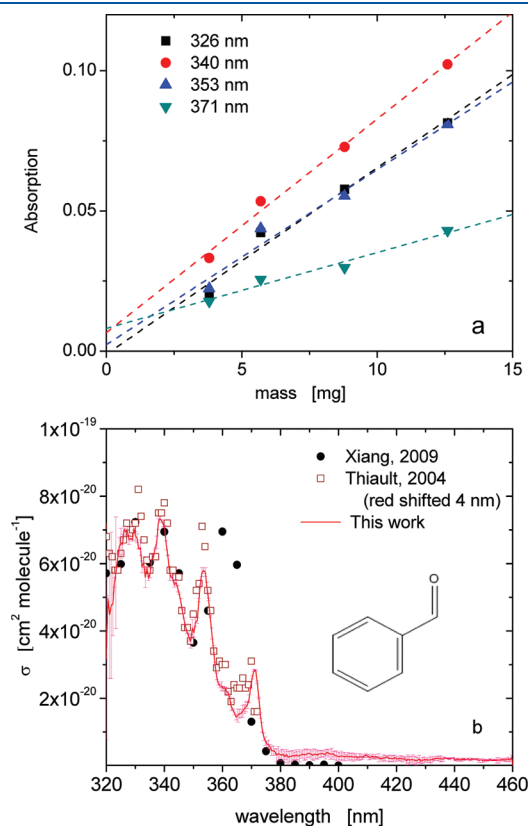 326 nm
340 nm
353 nm
371 nm
0.10
0.05
0.00
Absorption
a
0 5 10 15
mass [mg]
1x10⁻¹⁹
8x10⁻²⁰
6x10⁻²⁰
4x10⁻²⁰
2x10⁻²⁰
σ [cm² molecule⁻¹]
Xiang, 2009
Thiault, 2004
(red shifted 4 nm)
This work
O
b
320 340 360 380 400 420 440 460
wavelength [nm]